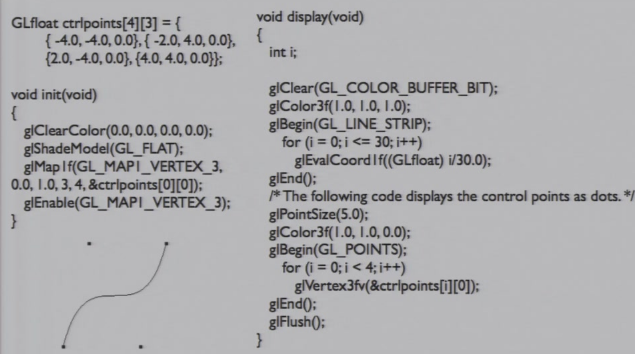 GLfloat ctrlpoints[4][3] = {
{ -4.0, -4.0, 0.0}, { -2.0, 4.0, 0.0},
{2.0, -4.0, 0.0}, {4.0, 4.0, 0.0}};
void init(void)
{
glClearColor(0.0, 0.0, 0.0, 0.0);
glShadeModel(GL_FLAT);
glMap1f(GL_MAP1_VERTEX_3,
0.0, 1.0, 3, 4, &ctrlpoints[0][0]);
glEnable(GL_MAP1_VERTEX_3);
}
void display(void)
{
int i;
glClear(GL_COLOR_BUFFER_BIT);
glColor3f(1.0, 1.0, 1.0);
glBegin(GL_LINE_STRIP);
for (i = 0; i <= 30; i++)
glEvalCoord1f((GLfloat) i/30.0);
glEnd();
/* The following code displays the control points as dots. */
glPointSize(5.0);
glColor3f(1.0, 1.0, 0.0);
glBegin(GL_POINTS);
for (i = 0; i < 4; i++)
glVertex3fv(&ctrlpoints[i][0]);
glEnd();
glFlush();
}